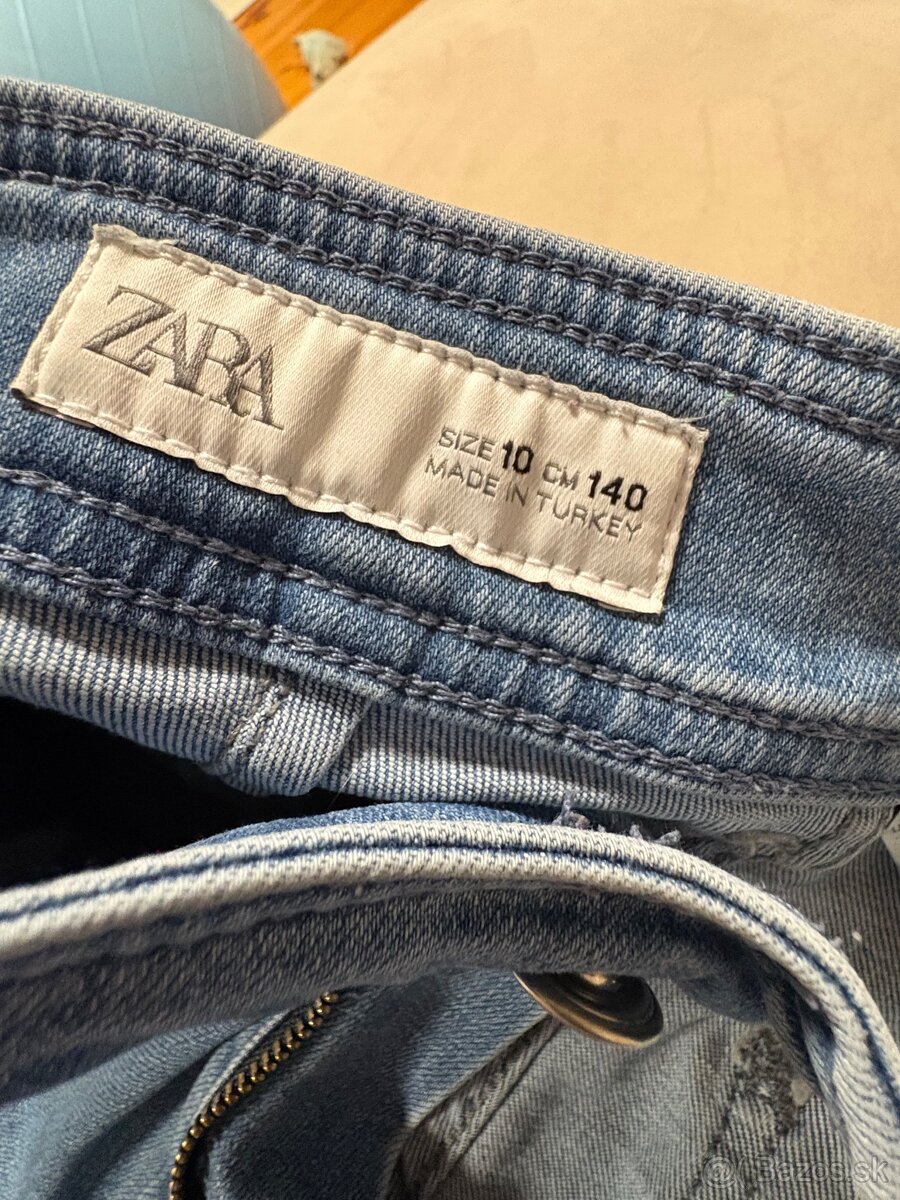 ZARA
SIZE 10 CM 140
MADE IN TURKEY
@ Bazos.sk